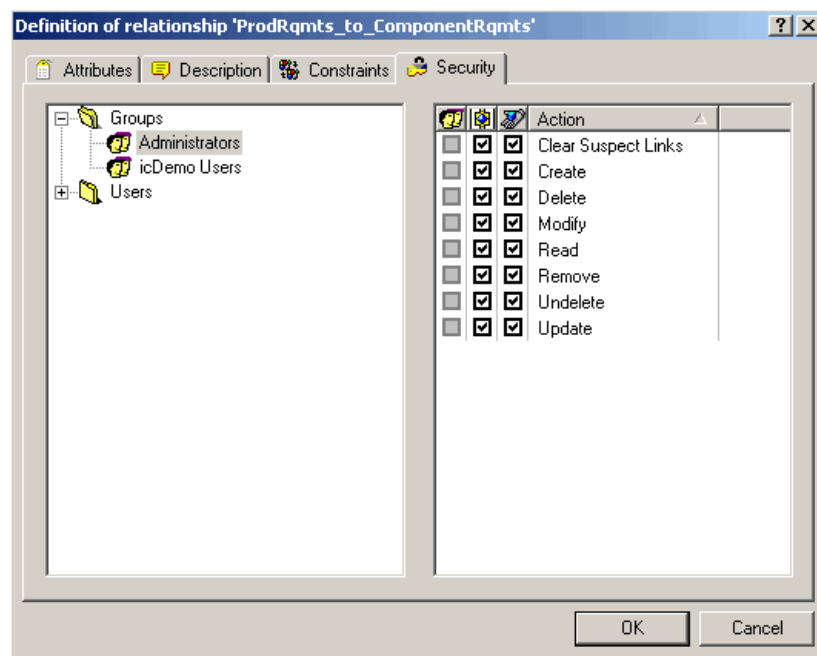 Definition of relationship 'ProdRqmts_to_ComponentRqmts'
Attributes Description Constraints Security
Groups
Administrators
icDemo Users
Users
Action
Clear Suspect Links
Create
Delete
Modify
Read
Remove
Undelete
Update
OK Cancel